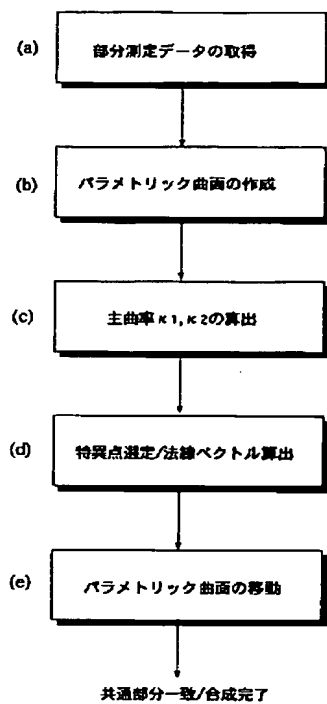 (a) 部分測定データの取得
(b) パラメトリック曲面の作成
(c) 主曲率κ1,κ2の算出
(d) 特異点選定/法線ベクトル算出
(e) パラメトリック曲面の移動
共通部分一致/合成完了